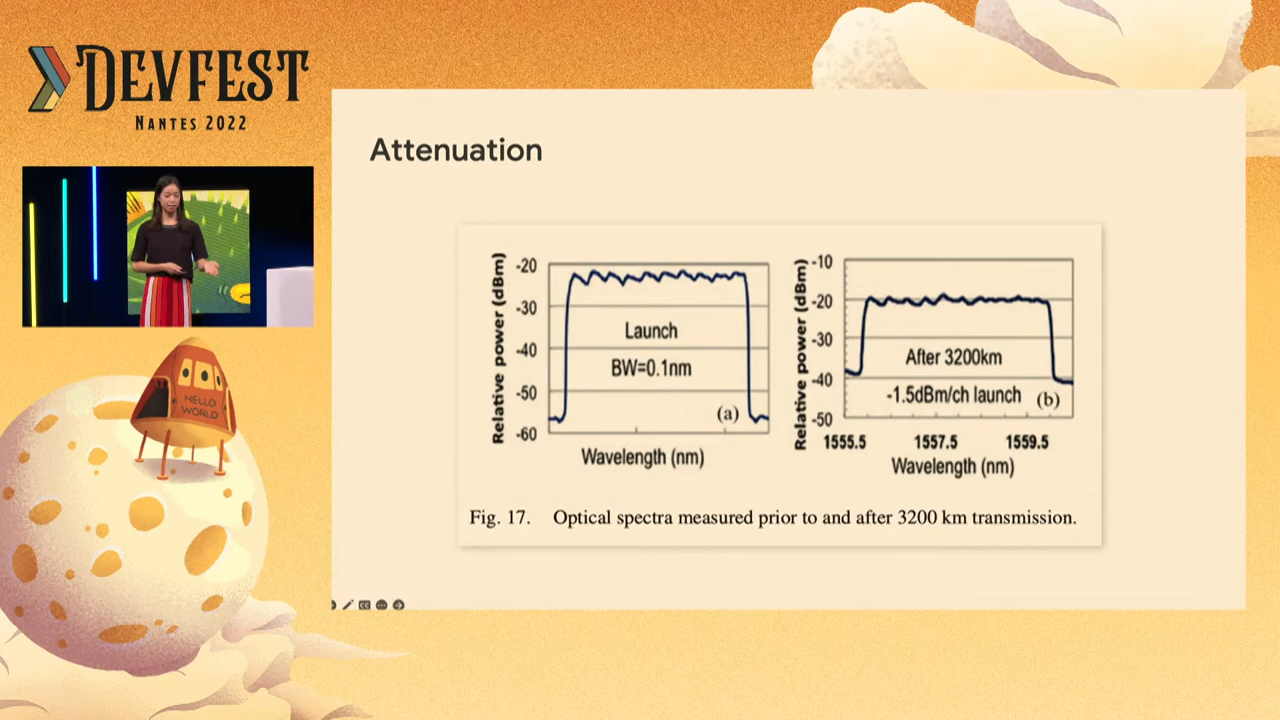 DEVFEST
NANTES 2022
HELLO
WORLD
Attenuation
Relative power (dBm)
-20
-30
-40
-50
-60
Launch
BW=0.1nm
(a)
Wavelength (nm)
Relative power (dBm)
-10
-20
-30
-40
-50
After 3200km
-1.5dBm/ch launch
(b)
1555.5 1557.5 1559.5
Wavelength (nm)
Fig. 17. Optical spectra measured prior to and after 3200 km transmission.
CC